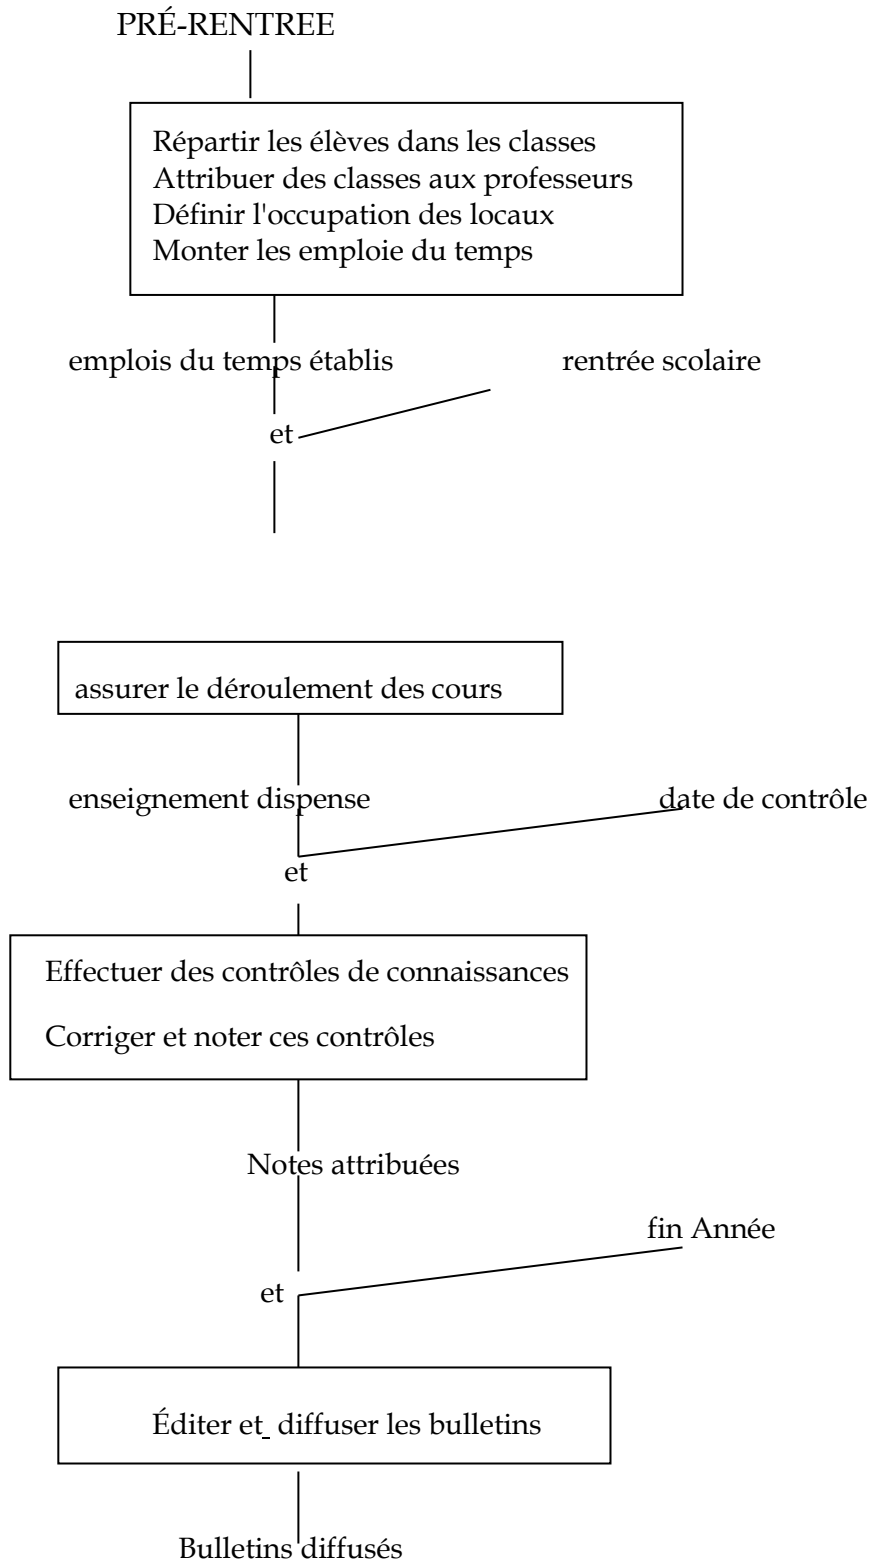 PRÉ-RENTREE
Répartir les élèves dans les classes
Attribuer des classes aux professeurs
Définir l'occupation des locaux
Monter les emploie du temps
emplois du temps établis
rentrée scolaire
et
assurer le déroulement des cours
enseignement dispense
date de contrôle
et
Effectuer des contrôles de connaissances
Corriger et noter ces contrôles
Notes attribuées
fin Année
et
Éditer et_ diffuser les bulletins
Bulletins diffusés